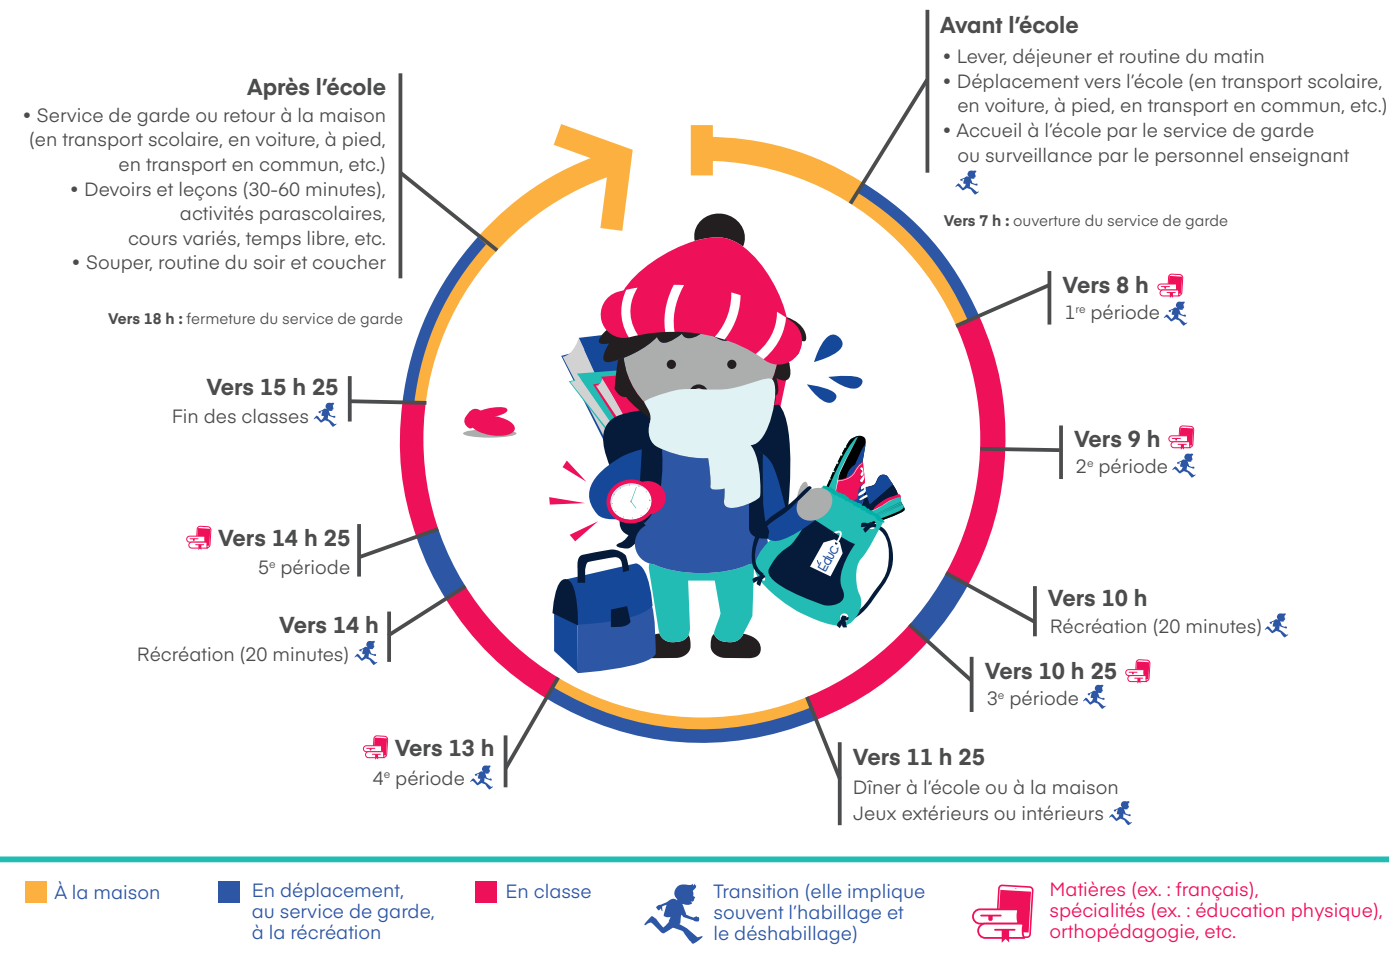 Avant l'école
• Lever, déjeuner et routine du matin
• Déplacement vers l'école (en transport scolaire,
en voiture, à pied, en transport en commun, etc.)
• Accueil à l'école par le service de garde
ou surveillance par le personnel enseignant
Vers 7 h : ouverture du service de garde
Vers 8 h
1re période
Vers 9 h
2e période
Vers 10 h
Récréation (20 minutes)
Vers 10 h 25
3e période
Vers 11 h 25
Dîner à l'école ou à la maison
Jeux extérieurs ou intérieurs
Vers 13 h
4e période
Vers 14 h
Récréation (20 minutes)
Vers 14 h 25
5e période
Vers 15 h 25
Fin des classes
Après l'école
• Service de garde ou retour à la maison
(en transport scolaire, en voiture, à pied,
en transport en commun, etc.)
• Devoirs et leçons (30-60 minutes),
activités parascolaires,
cours variés, temps libre, etc.
• Souper, routine du soir et coucher
Vers 18 h : fermeture du service de garde
Éduc
À la maison
En déplacement,
au service de garde,
à la récréation
En classe
Transition (elle implique
souvent l'habillage et
le déshabillage)
Matières (ex. : français),
spécialités (ex. : éducation physique),
orthopédagogie, etc.